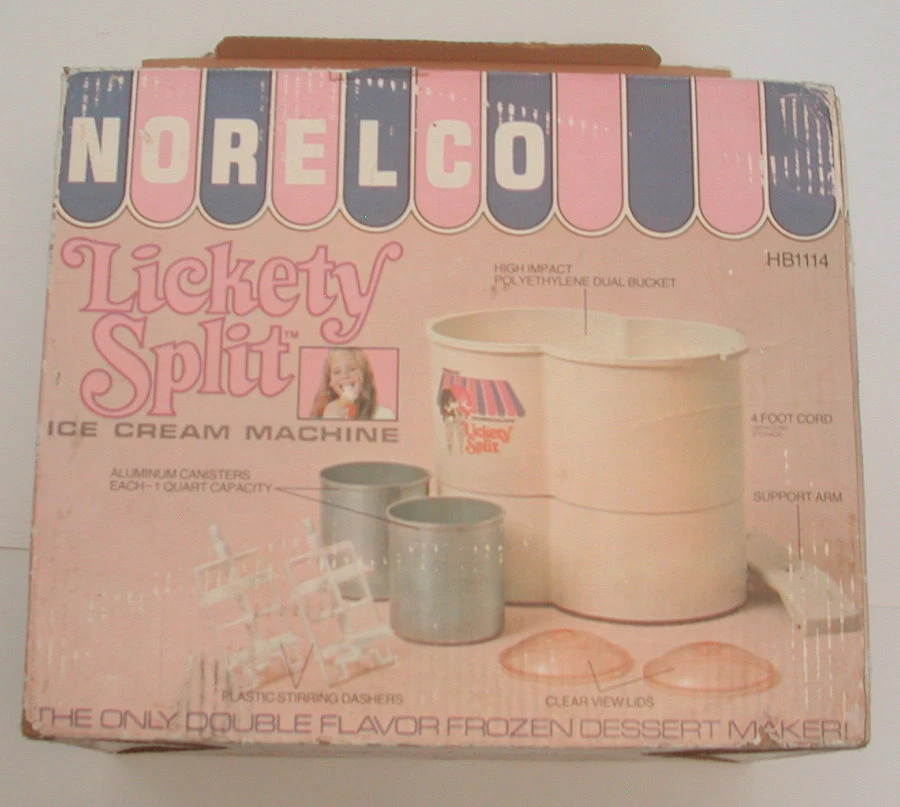 NORELCO
HB1114
Lickety
Split™
ICE CREAM MACHINE
HIGH IMPACT
POLYETHYLENE DUAL BUCKET
Lickety
Split
4 FOOT CORD
SUPPORT ARM
ALUMINUM CANISTERS
EACH-1 QUART CAPACITY
PLASTIC STIRRING DASHERS
CLEAR VIEW LIDS
THE ONLY DOUBLE FLAVOR FROZEN DESSERT MAKER!